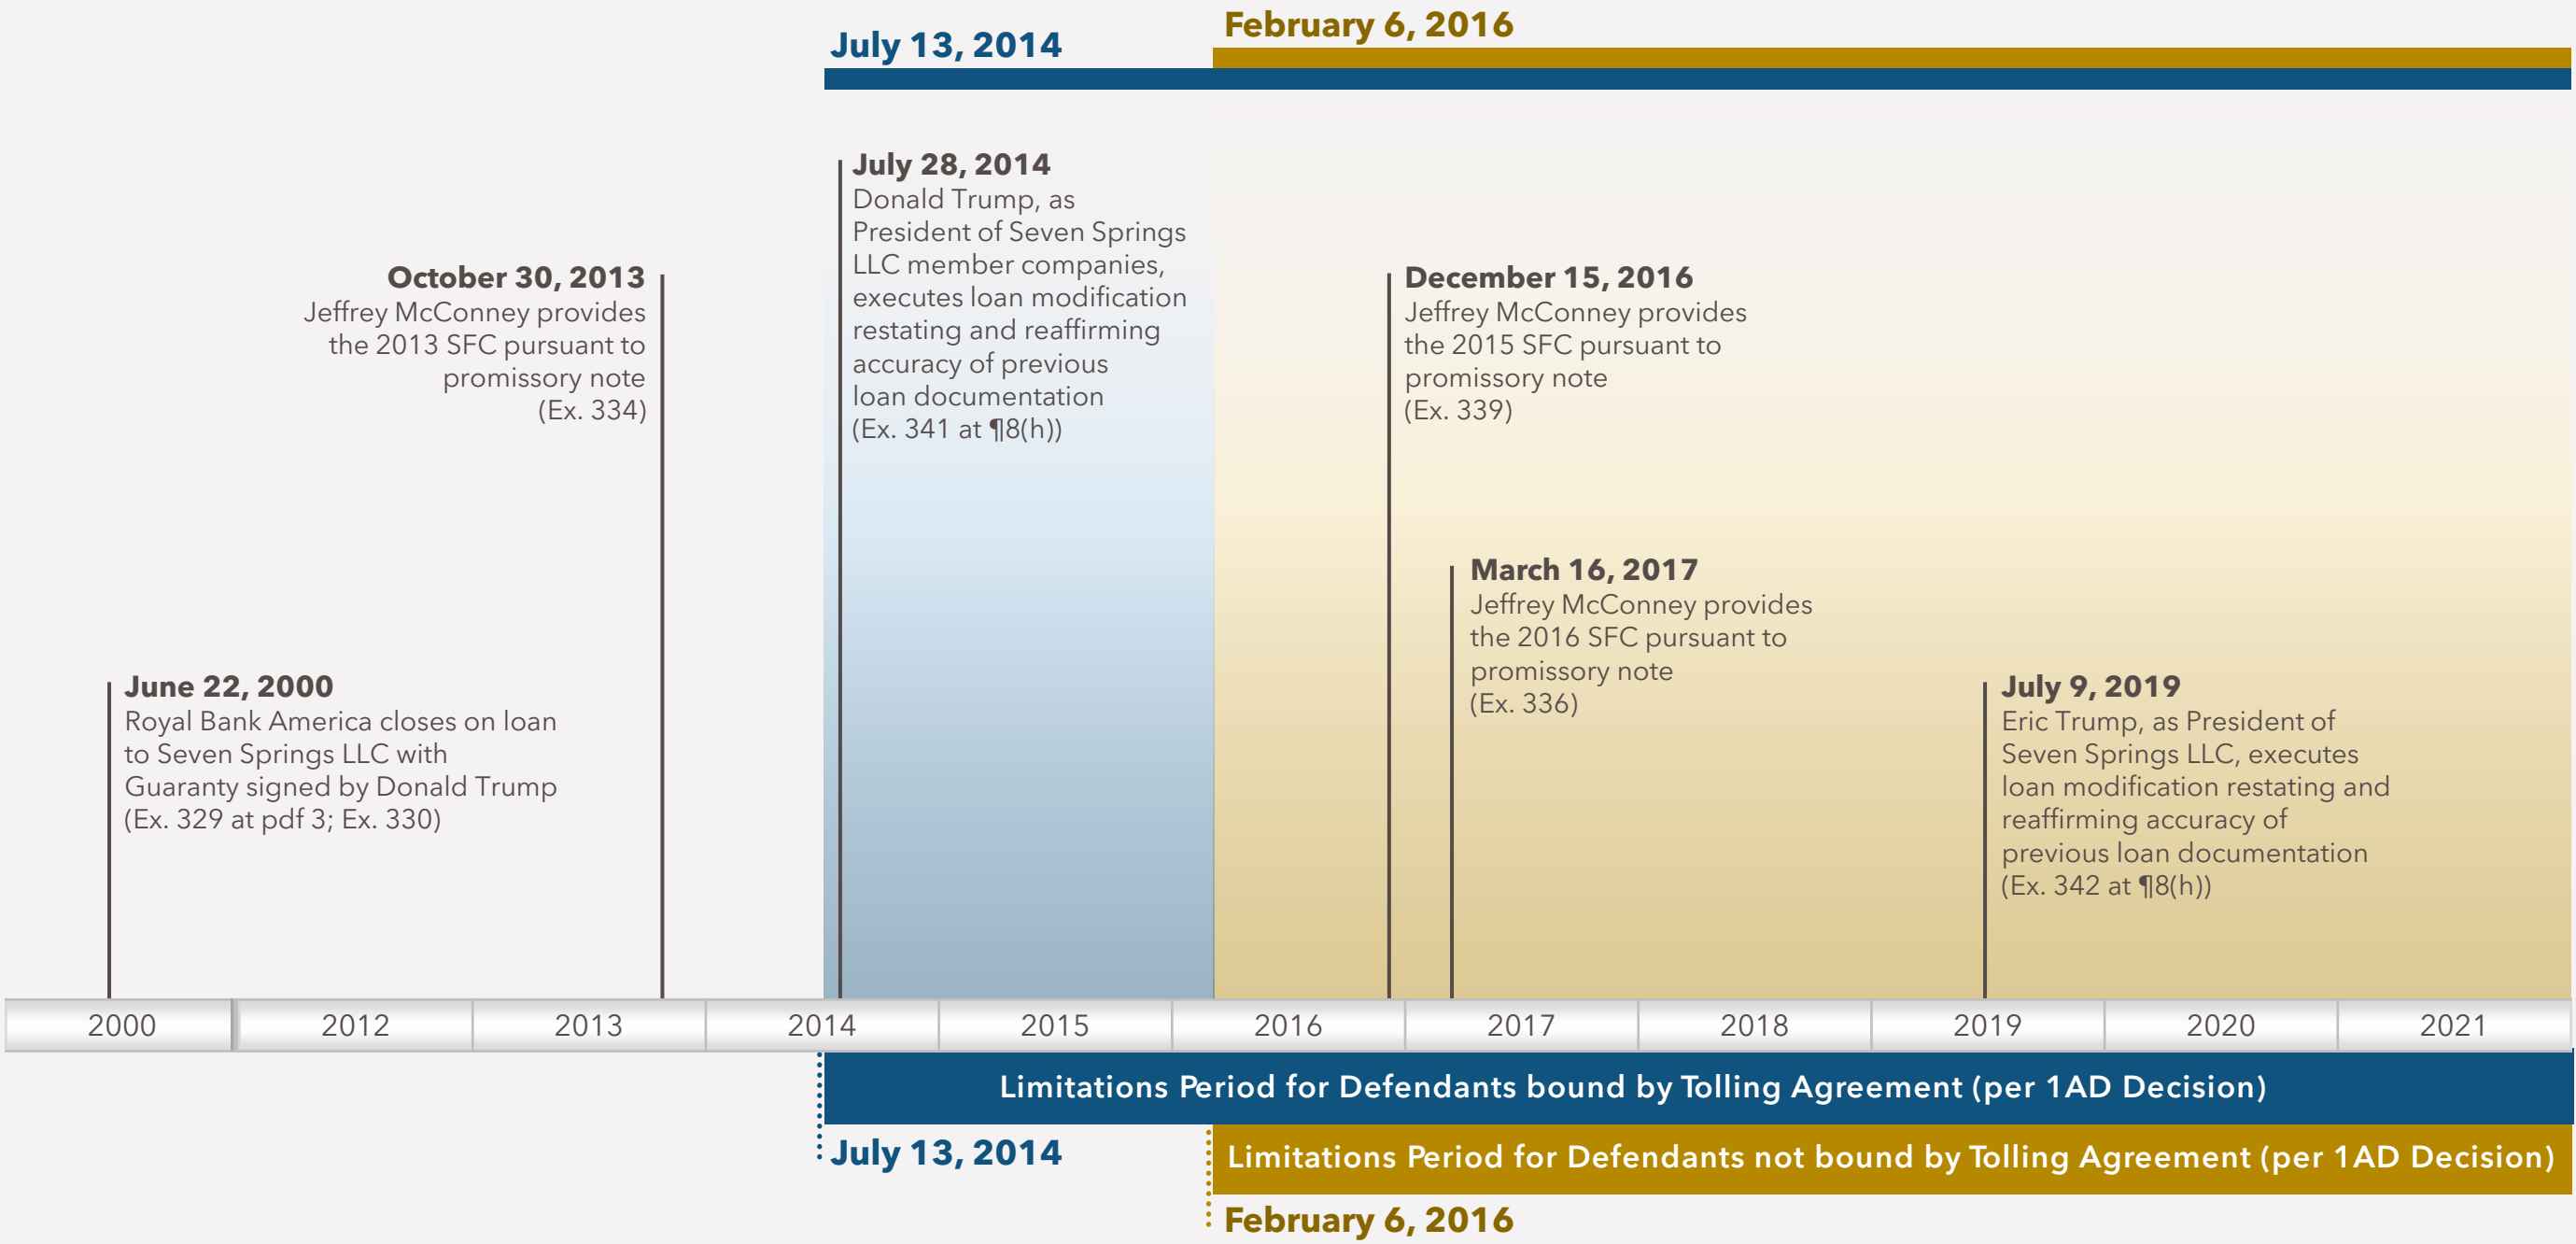 February 6, 2016
July 13, 2014
July 28, 2014
Donald Trump, as
President of Seven Springs
LLC member companies,
executes loan modification
restating and reaffirming
accuracy of previous
loan documentation
(Ex. 341 at ¶8(h))
October 30, 2013
Jeffrey McConney provides
the 2013 SFC pursuant to
promissory note
(Ex. 334)
December 15, 2016
Jeffrey McConney provides
the 2015 SFC pursuant to
promissory note
(Ex. 339)
March 16, 2017
Jeffrey McConney provides
the 2016 SFC pursuant to
promissory note
(Ex. 336)
June 22, 2000
Royal Bank America closes on loan
to Seven Springs LLC with
Guaranty signed by Donald Trump
(Ex. 329 at pdf 3; Ex. 330)
July 9, 2019
Eric Trump, as President of
Seven Springs LLC, executes
loan modification restating and
reaffirming accuracy of
previous loan documentation
(Ex. 342 at ¶8(h))
2000 2012 2013 2014 2015 2016 2017 2018 2019 2020 2021
Limitations Period for Defendants bound by Tolling Agreement (per 1AD Decision)
July 13, 2014
Limitations Period for Defendants not bound by Tolling Agreement (per 1AD Decision)
February 6, 2016